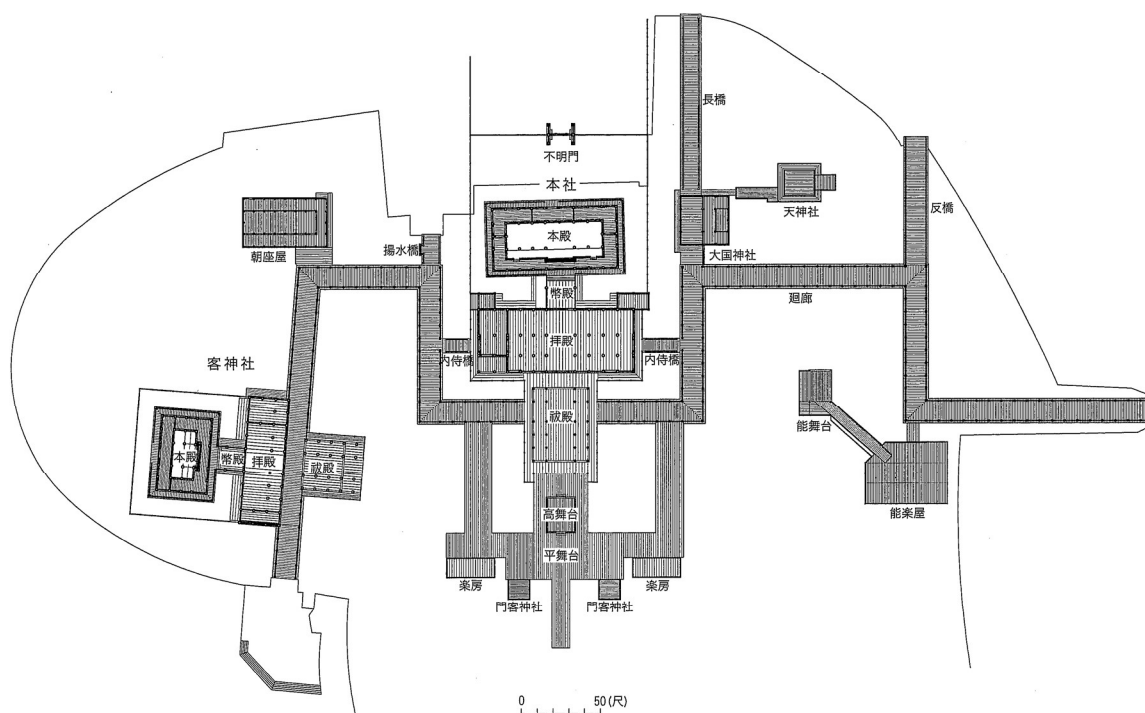 長橋
不明門
本社
天神社
反橋
本殿
朝座屋
揚水橋
大国神社
幣殿
廻廊
拝殿
内侍橋
内侍橋
客神社
祓殿
能舞台
本殿
幣殿
拝殿
祓殿
高舞台
能楽屋
平舞台
楽房
楽房
門客神社
門客神社
0 50(尺)